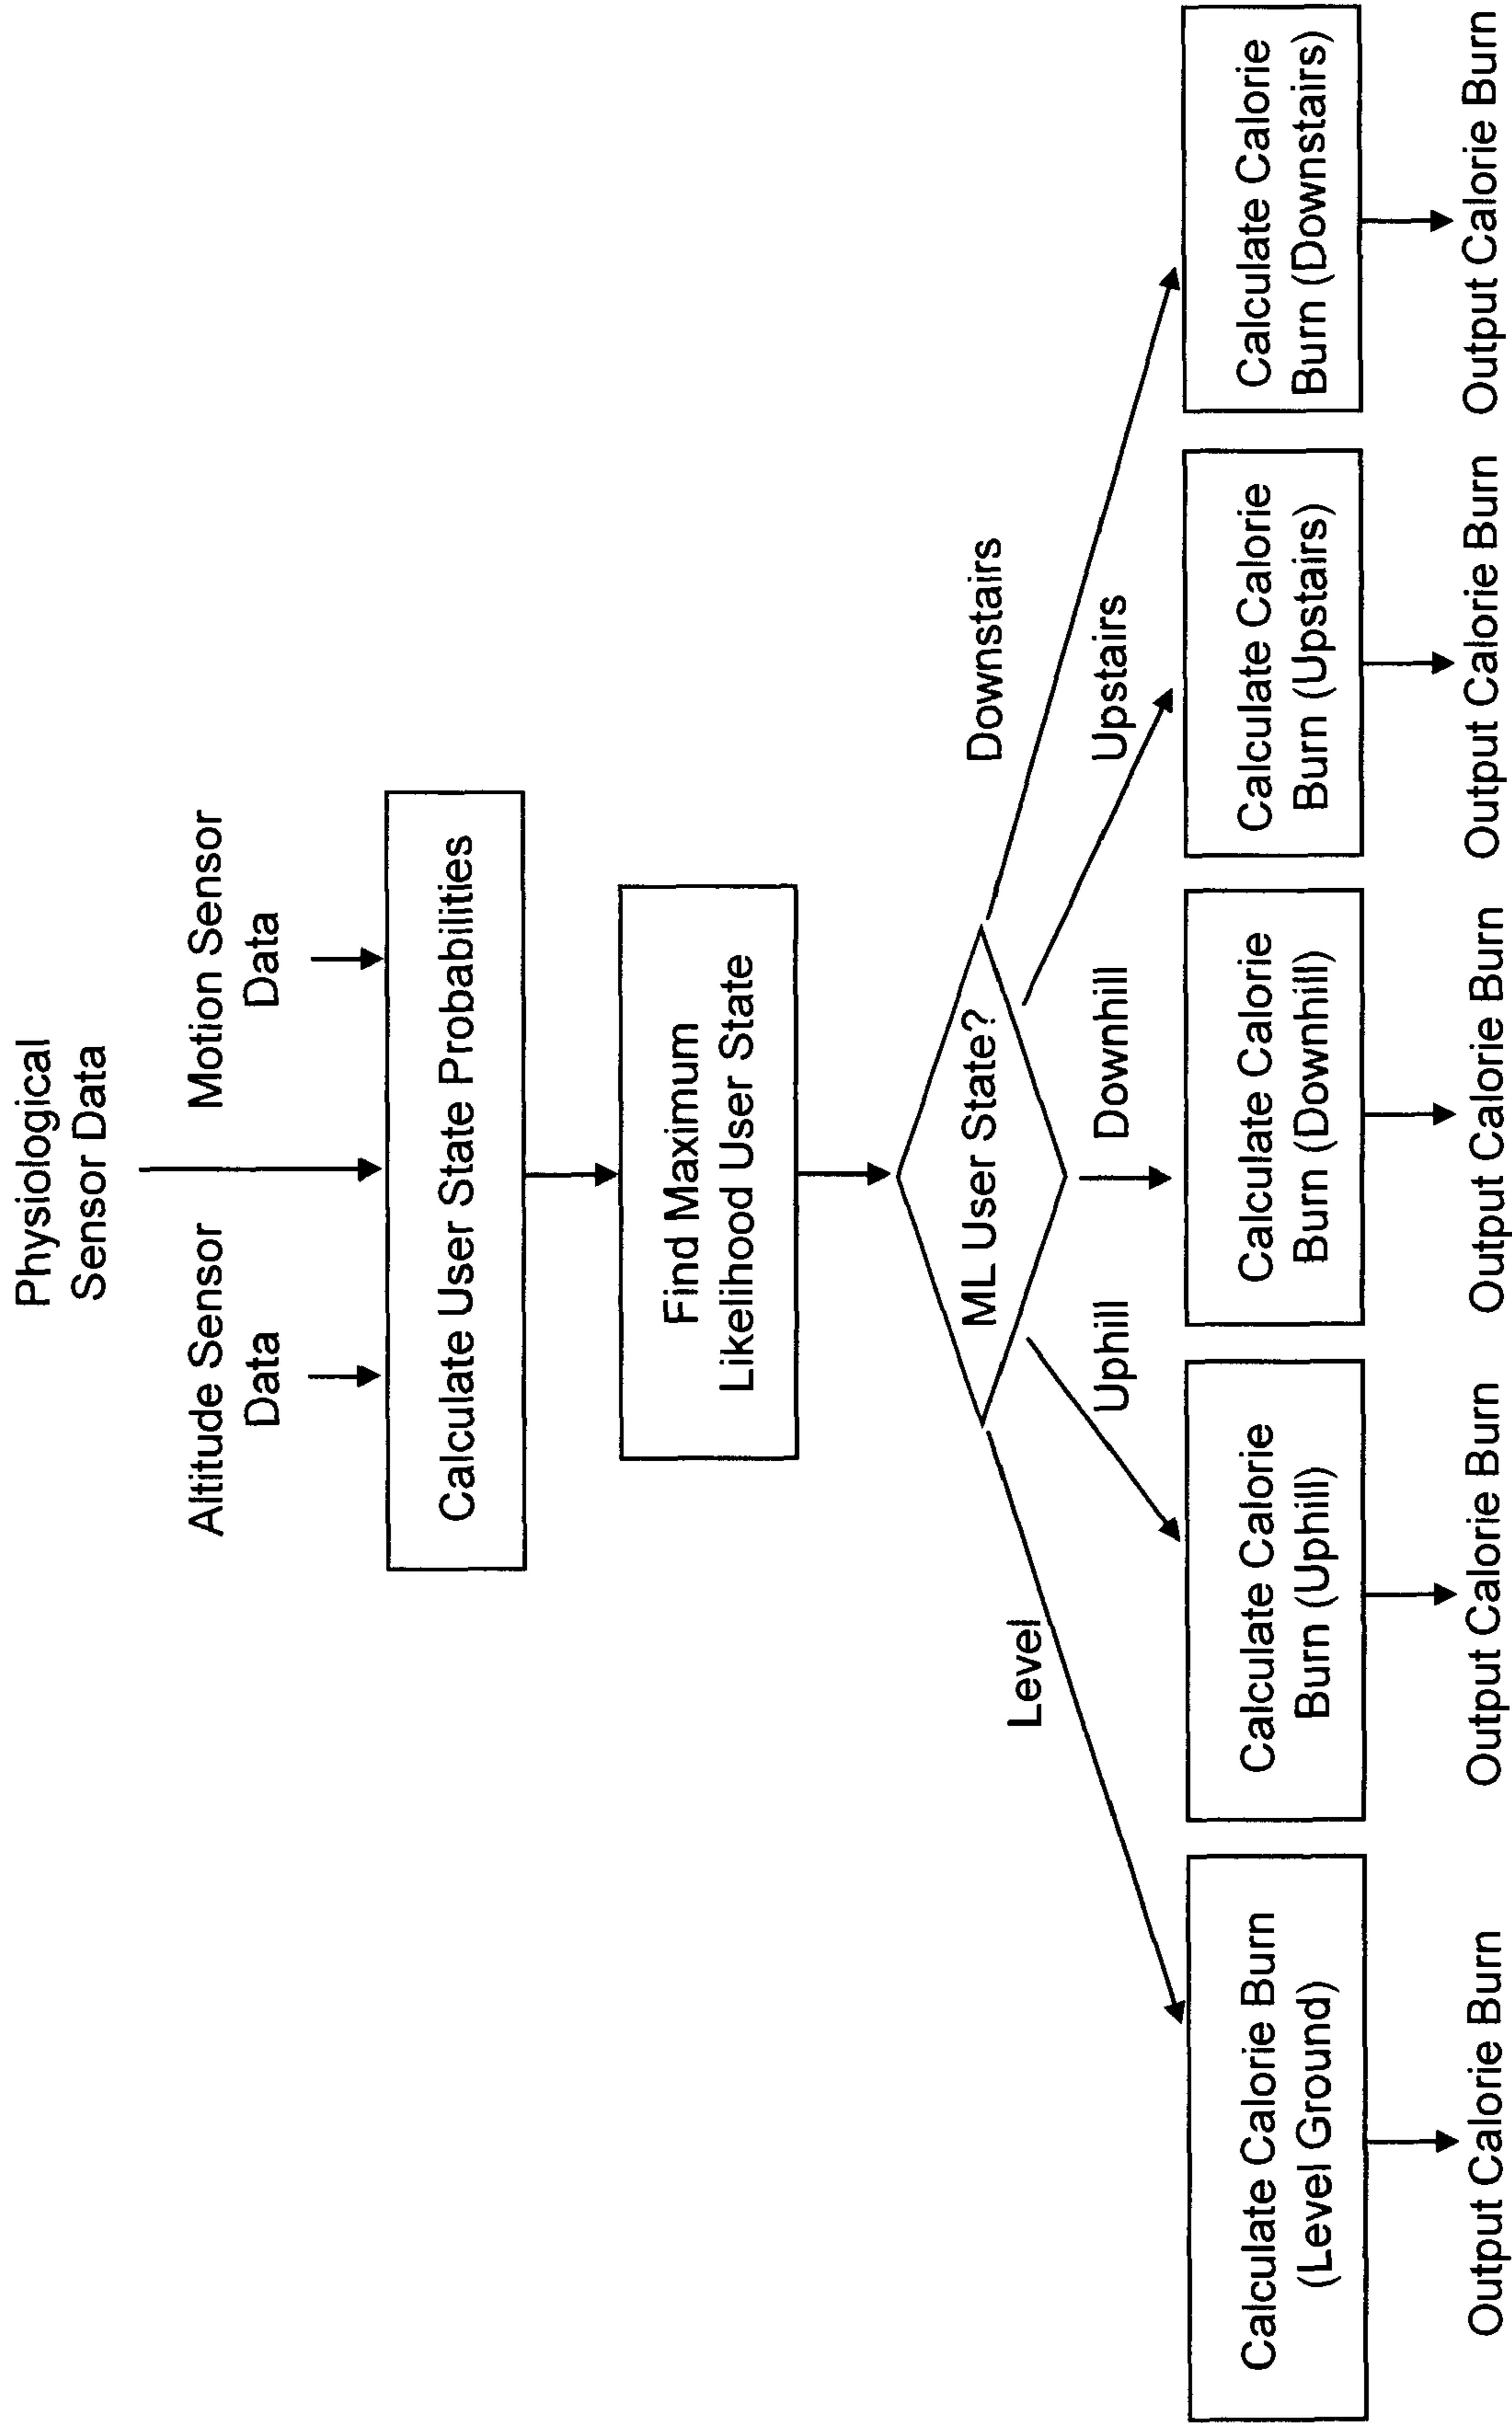 Physiological
Sensor Data
Altitude Sensor
Data
Motion Sensor
Data
Calculate User State Probabilities
Find Maximum
Likelihood User State
ML User State?
Level
Uphill
Downhill
Upstairs
Downstairs
Calculate Calorie Burn
(Level Ground)
Calculate Calorie
Burn (Uphill)
Calculate Calorie
Burn (Downhill)
Calculate Calorie
Burn (Upstairs)
Calculate Calorie
Burn (Downstairs)
Output Calorie Burn
Output Calorie Burn
Output Calorie Burn
Output Calorie Burn
Output Calorie Burn